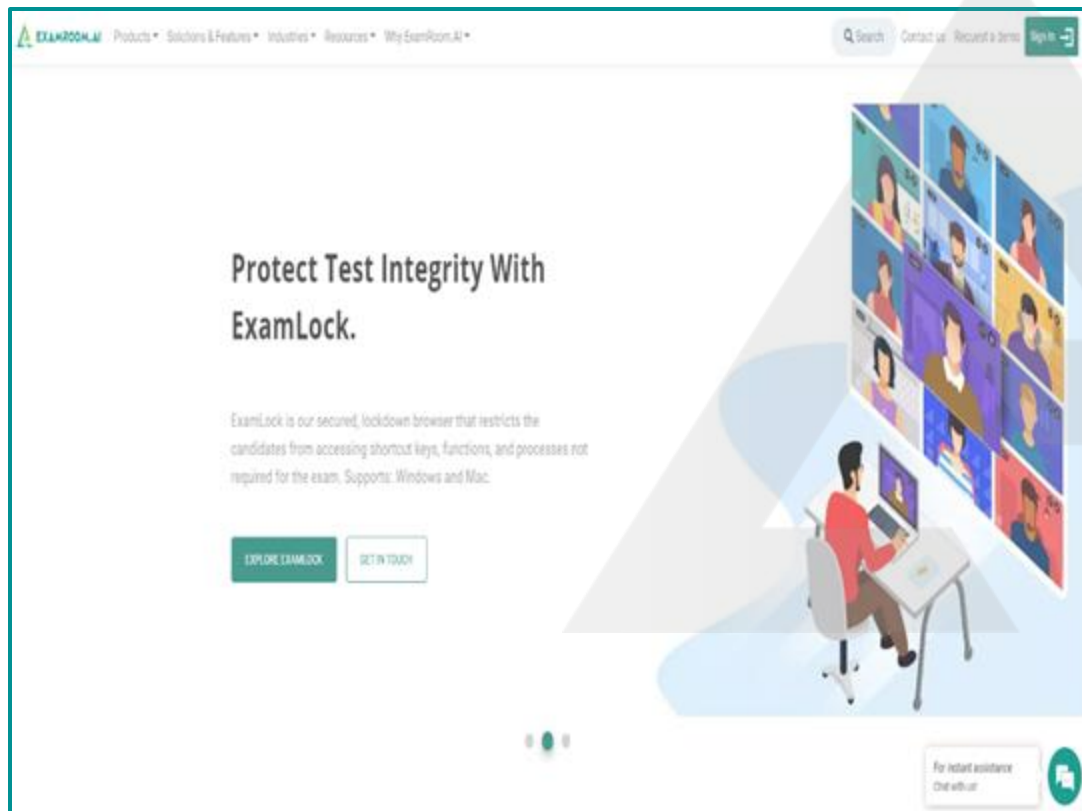 EXAMROOM.AI Products Solutions & Features Industries Resources Why ExamRoom.AI Search Contact us Request a demo Sign In
Protect Test Integrity With
ExamLock.
ExamLock is our secured, lockdown browser that restricts the
candidates from accessing shortcut keys, functions, and processes not
required for the exam. Supports: Windows and Mac.
EXPLORE EXAMLOCK GET IN TOUCH
For instant assistance
Chat with us!